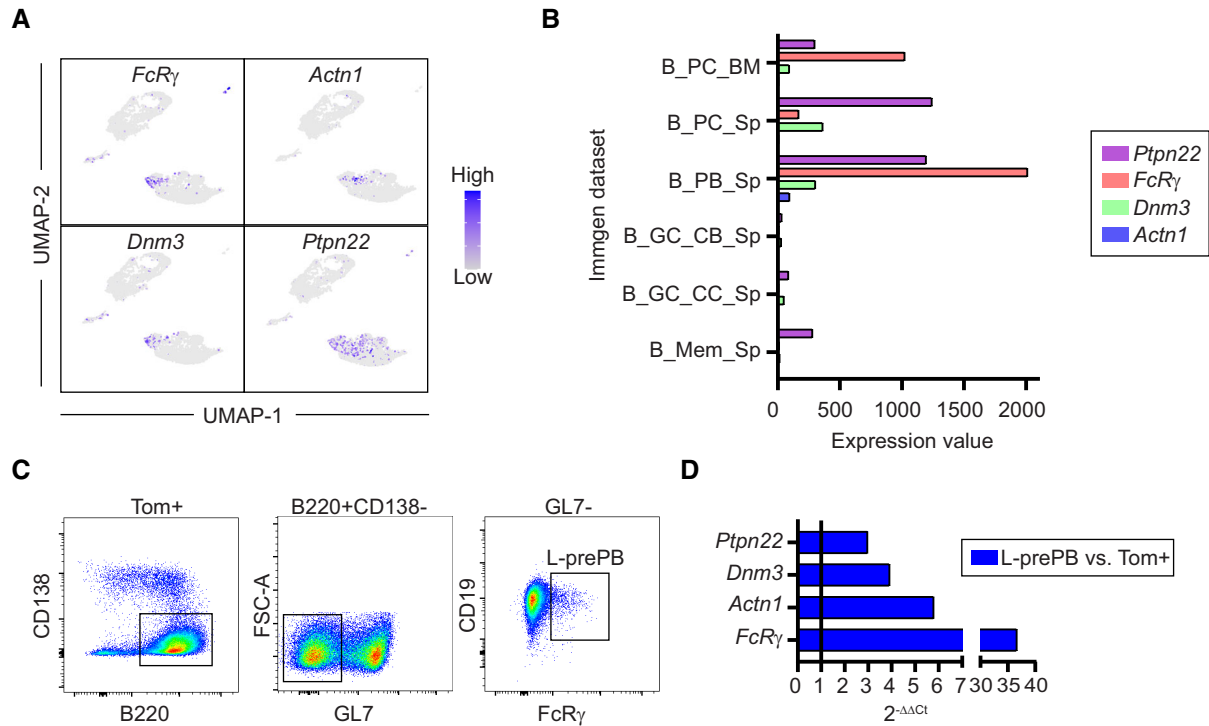 A
FcRγ
Actn1
Dnm3
Ptpn22
UMAP-2
UMAP-1
High
Low
B
Immgen dataset
B_PC_BM
B_PC_Sp
B_PB_Sp
B_GC_CB_Sp
B_GC_CC_Sp
B_Mem_Sp
0 500 1000 1500 2000
Expression value
Ptpn22
FcRγ
Dnm3
Actn1
C
Tom+
CD138
B220
B220+CD138-
FSC-A
GL7
GL7-
L-prePB
CD19
FcRγ
D
Ptpn22
Dnm3
Actn1
FcRγ
0 1 2 3 4 5 6 7 30 35 40
2-ΔΔCt
L-prePB vs. Tom+